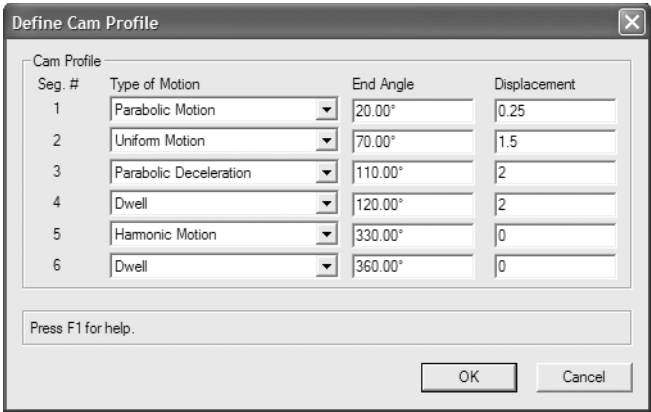 Define Cam Profile
Cam Profile
Seg. # Type of Motion End Angle Displacement
1 Parabolic Motion 20.00° 0.25
2 Uniform Motion 70.00° 1.5
3 Parabolic Deceleration 110.00° 2
4 Dwell 120.00° 2
5 Harmonic Motion 330.00° 0
6 Dwell 360.00° 0
Press F1 for help.
OK Cancel